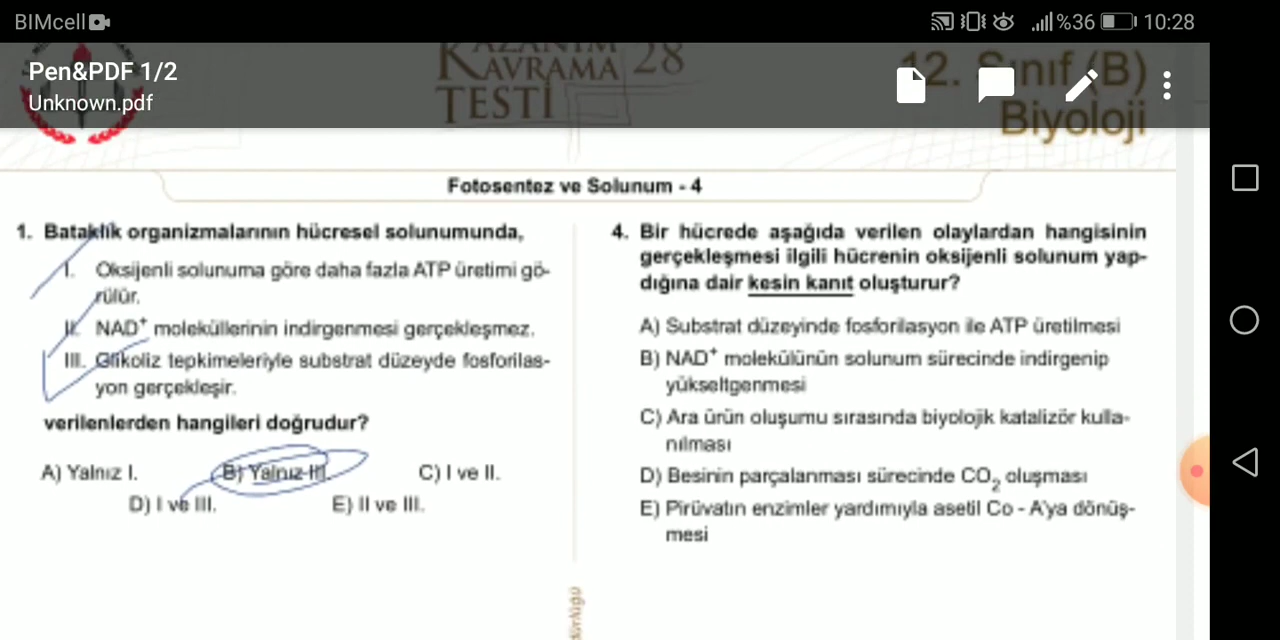 BIMcell
%36 10:28
Pen&PDF 1/2
Unknown.pdf
KAZANIM
KAVRAMA 28
TESTİ
12. Sınıf (B)
Biyoloji
Fotosentez ve Solunum - 4
1. Bataklık organizmalarının hücresel solunumunda,
I. Oksijenli solunuma göre daha fazla ATP üretimi gö-
rülür.
II. NAD+ moleküllerinin indirgenmesi gerçekleşmez.
III. Glikoliz tepkimeleriyle substrat düzeyde fosforilas-
yon gerçekleşir.
verilenlerden hangileri doğrudur?
A) Yalnız I. B) Yalnız III. C) I ve II.
D) I ve III. E) II ve III.
4. Bir hücrede aşağıda verilen olaylardan hangisinin
gerçekleşmesi ilgili hücrenin oksijenli solunum yap-
dığına dair kesin kanıt oluşturur?
A) Substrat düzeyinde fosforilasyon ile ATP üretilmesi
B) NAD+ molekülünün solunum sürecinde indirgenip
yükseltgenmesi
C) Ara ürün oluşumu sırasında biyolojik katalizör kulla-
nılması
D) Besinin parçalanması sürecinde CO2 oluşması
E) Pirüvatın enzimler yardımıyla asetil Co - A'ya dönüş-
mesi